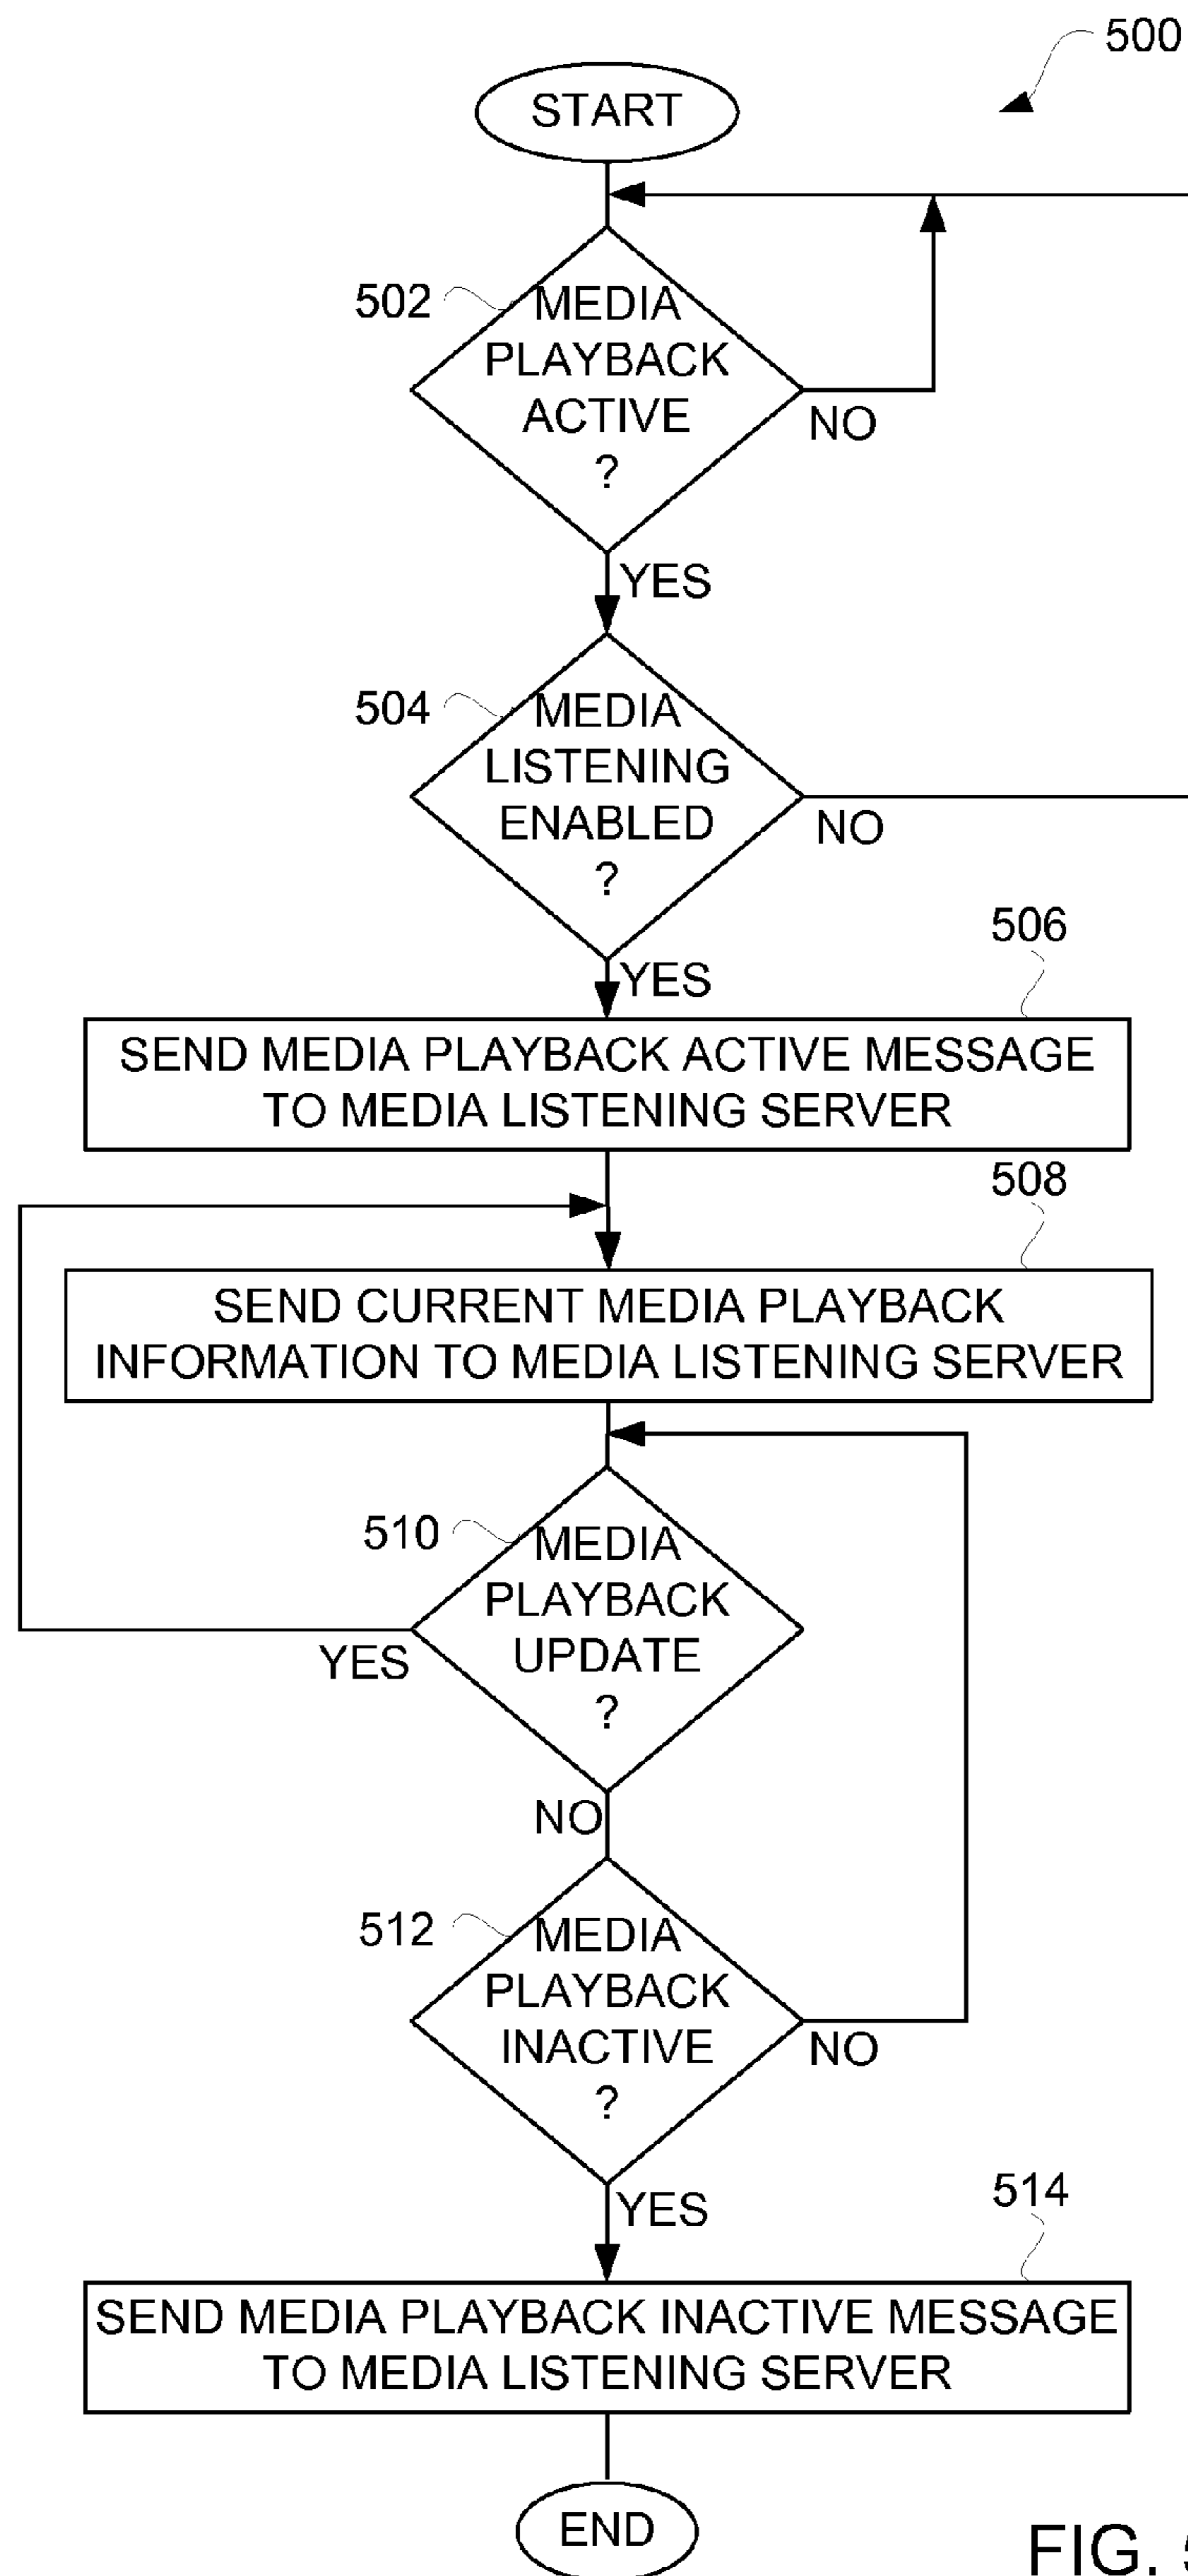 500
START
502
MEDIA
PLAYBACK
ACTIVE
?
NO
YES
504
MEDIA
LISTENING
ENABLED
?
NO
506
YES
SEND MEDIA PLAYBACK ACTIVE MESSAGE
TO MEDIA LISTENING SERVER
508
SEND CURRENT MEDIA PLAYBACK
INFORMATION TO MEDIA LISTENING SERVER
510
MEDIA
PLAYBACK
UPDATE
?
YES
NO
512
MEDIA
PLAYBACK
INACTIVE
?
NO
YES
514
SEND MEDIA PLAYBACK INACTIVE MESSAGE
TO MEDIA LISTENING SERVER
END
FIG. 5